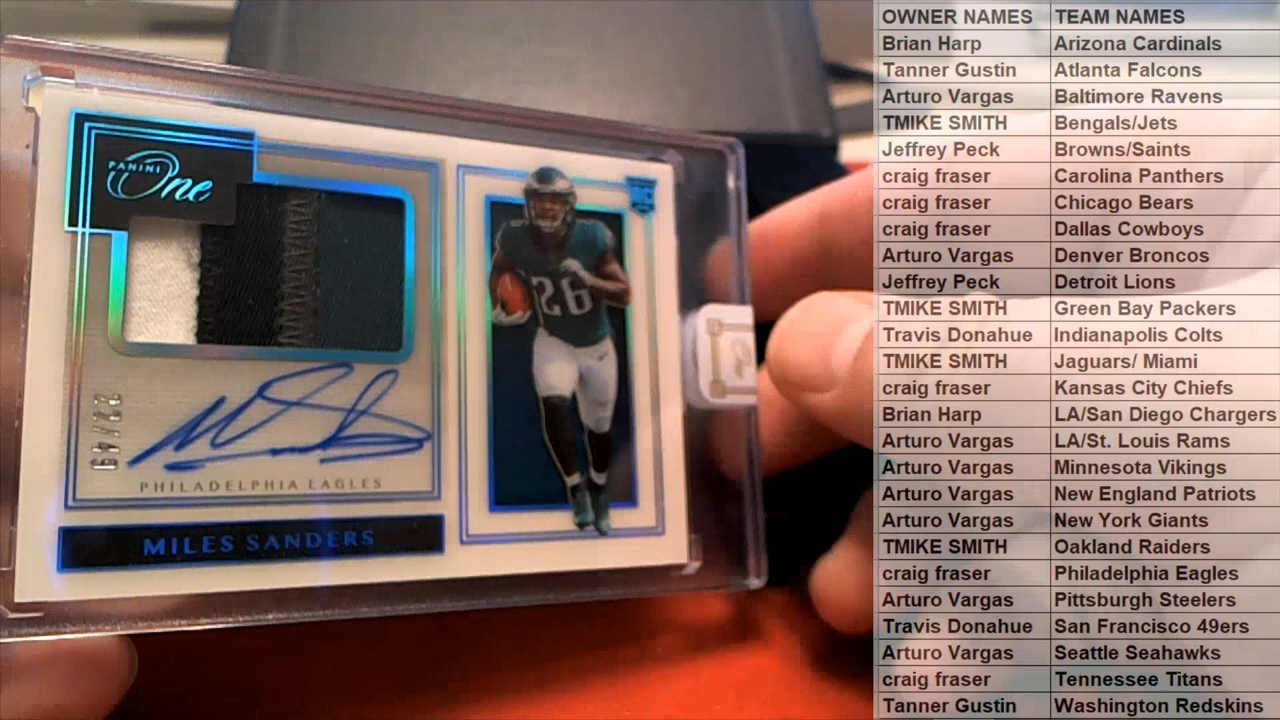 PANINI
One
RC
26
22/49
PHILADELPHIA EAGLES
MILES SANDERS
OWNER NAMES TEAM NAMES
Brian Harp Arizona Cardinals
Tanner Gustin Atlanta Falcons
Arturo Vargas Baltimore Ravens
TMIKE SMITH Bengals/Jets
Jeffrey Peck Browns/Saints
craig fraser Carolina Panthers
craig fraser Chicago Bears
craig fraser Dallas Cowboys
Arturo Vargas Denver Broncos
Jeffrey Peck Detroit Lions
TMIKE SMITH Green Bay Packers
Travis Donahue Indianapolis Colts
TMIKE SMITH Jaguars/ Miami
craig fraser Kansas City Chiefs
Brian Harp LA/San Diego Chargers
Arturo Vargas LA/St. Louis Rams
Arturo Vargas Minnesota Vikings
Arturo Vargas New England Patriots
Arturo Vargas New York Giants
TMIKE SMITH Oakland Raiders
craig fraser Philadelphia Eagles
Arturo Vargas Pittsburgh Steelers
Travis Donahue San Francisco 49ers
Arturo Vargas Seattle Seahawks
craig fraser Tennessee Titans
Tanner Gustin Washington Redskins